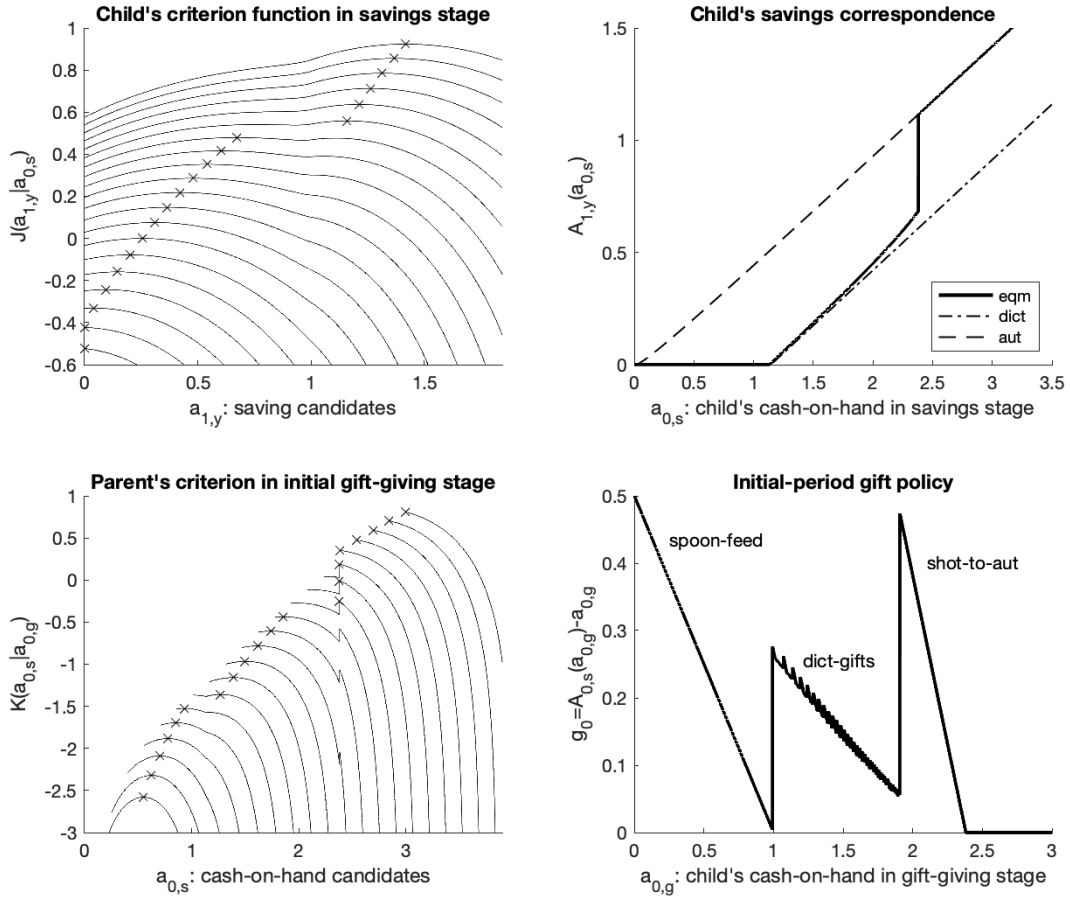 Child's criterion function in savings stage
1
0.8
0.6
0.4
0.2
0
-0.2
-0.4
-0.6
J(a1,y|a0,s)
0 0.5 1 1.5
a1,y: saving candidates
Child's savings correspondence
1.5
1
0.5
0
A1,y(a0,s)
eqm
dict
aut
0 0.5 1 1.5 2 2.5 3 3.5
a0,s: child's cash-on-hand in savings stage
Parent's criterion in initial gift-giving stage
1
0.5
0
-0.5
-1
-1.5
-2
-2.5
-3
K(a0,s|a0,g)
0 1 2 3
a0,s: cash-on-hand candidates
Initial-period gift policy
0.5
0.4
0.3
0.2
0.1
0
g0=A0,s(a0,g)-a0,g
spoon-feed
dict-gifts
shot-to-aut
0 0.5 1 1.5 2 2.5 3
a0,g: child's cash-on-hand in gift-giving stage